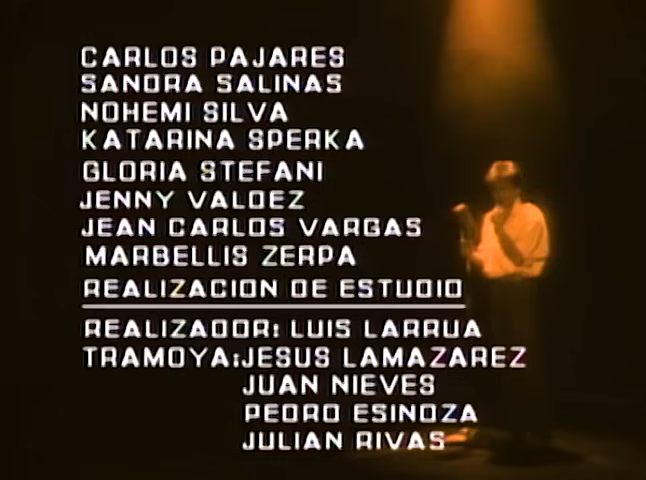 CARLOS PAJARES
SANDRA SALINAS
NOHEMI SILVA
KATARINA SPERKA
GLORIA STEFANI
JENNY VALDEZ
JEAN CARLOS VARGAS
MARBELLIS ZERPA
REALIZACION DE ESTUDIO
REALIZADOR: LUIS LARRUA
TRAMOYA:JESUS LAMAZAREZ
JUAN NIEVES
PEDRO ESINOZA
JULIAN RIVAS